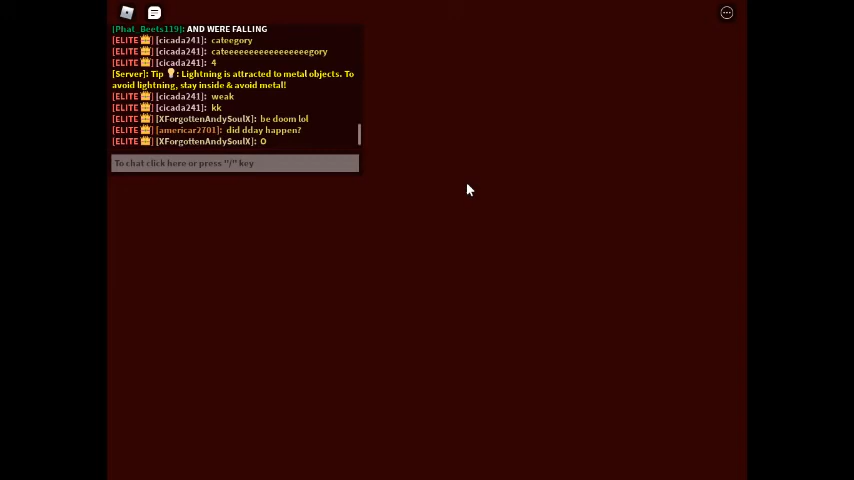 [Phat_Beets119]: AND WERE FALLING
[ELITE 👑] [cicada241]: cateegory
[ELITE 👑] [cicada241]: cateeeeeeeeeeeeeeeegory
[ELITE 👑] [cicada241]: 4
[Server]: Tip 💡: Lightning is attracted to metal objects. To
avoid lightning, stay inside & avoid metal!
[ELITE 👑] [cicada241]: weak
[ELITE 👑] [cicada241]: kk
[ELITE 👑] [XForgottenAndySoulX]: be doom lol
[ELITE 👑] [americar2701]: did dday happen?
[ELITE 👑] [XForgottenAndySoulX]: O
To chat click here or press "/" key